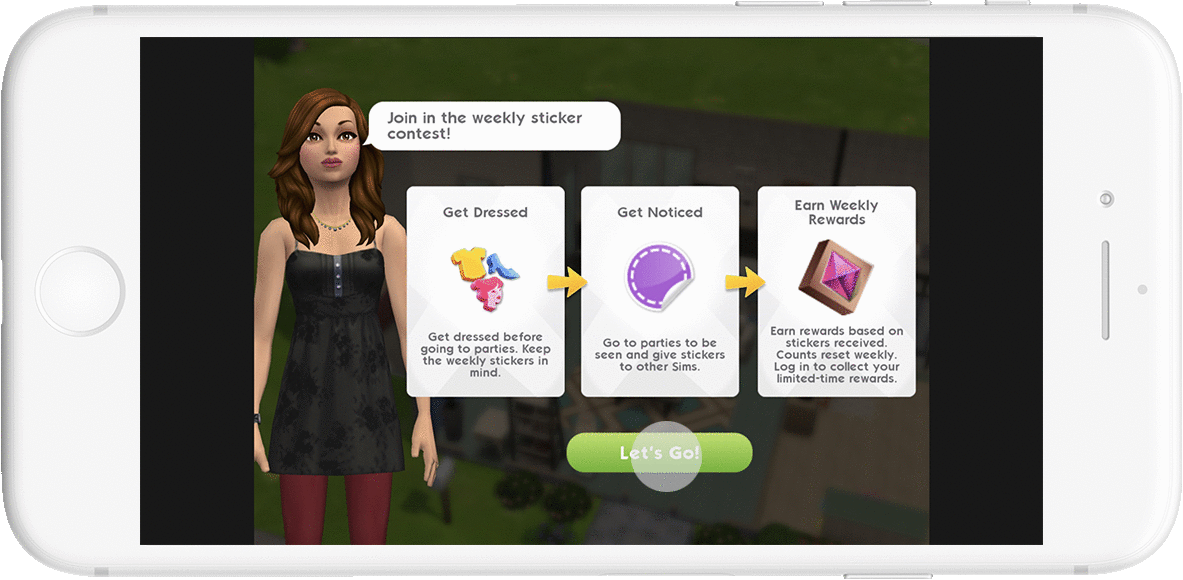 Join in the weekly sticker
contest!
Get Dressed
Get dressed before
going to parties. Keep
the weekly stickers in
mind.
Get Noticed
Go to parties to be
seen and give stickers
to other Sims.
Earn Weekly
Rewards
Earn rewards based on
stickers received.
Counts reset weekly.
Log in to collect your
limited-time rewards.
Let's Go!